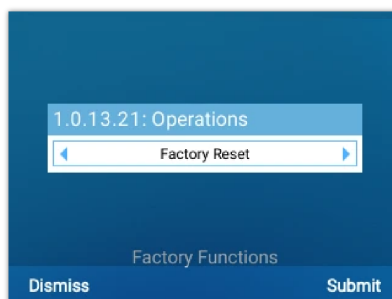 1.0.13.21: Operations
Factory Reset
Factory Functions
Dismiss
Submit